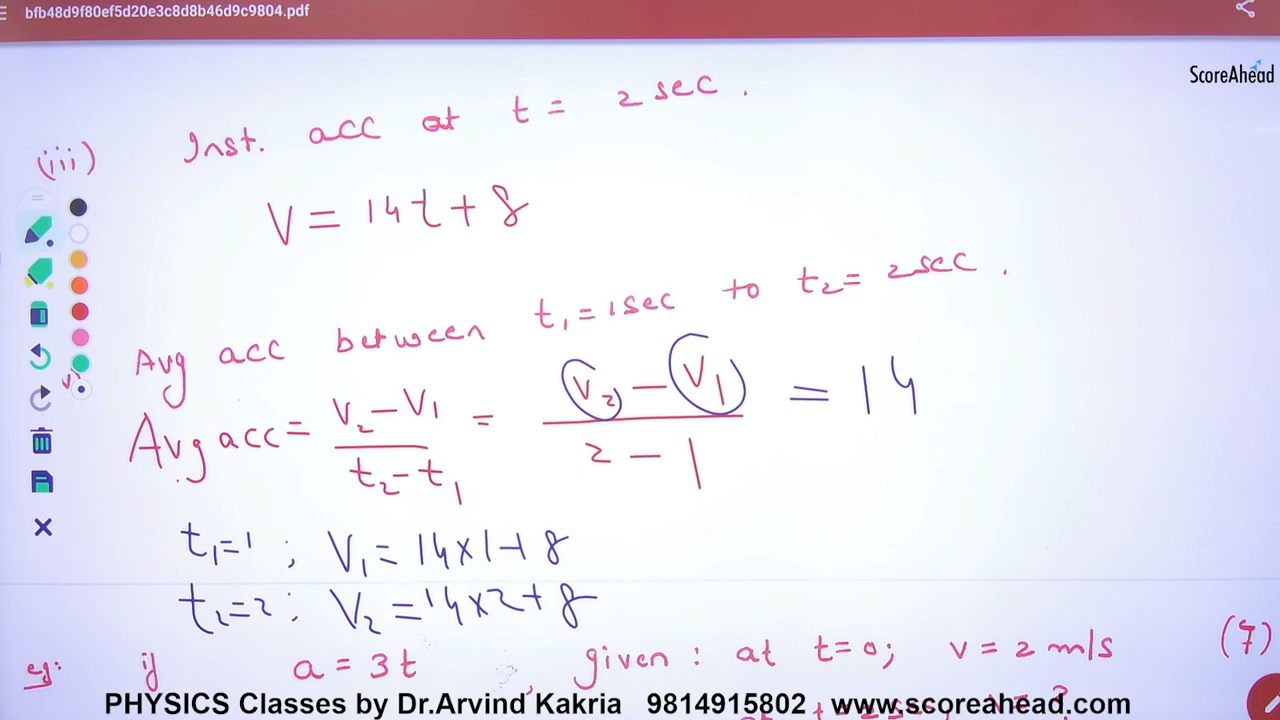 bfb48d9f80ef5d20e3c8d8b46d9c9804.pdf
ScoreAhead
(iii) Inst. acc at t = 2 sec.
V = 14t + 8
Avg acc between t₁ = 1sec to t₂ = 2sec.
Avg acc = V₂ - V₁ / t₂ - t₁ = V₂ - V₁ / 2 - 1 = 14
t₁=1 ; V₁ = 14×1+8
t₂=2 ; V₂ = 14×2+8
eg: if a = 3t , given : at t=0; v = 2 m/s (7)
t=2sec, v=?
PHYSICS Classes by Dr.Arvind Kakria 9814915802 , www.scoreahead.com